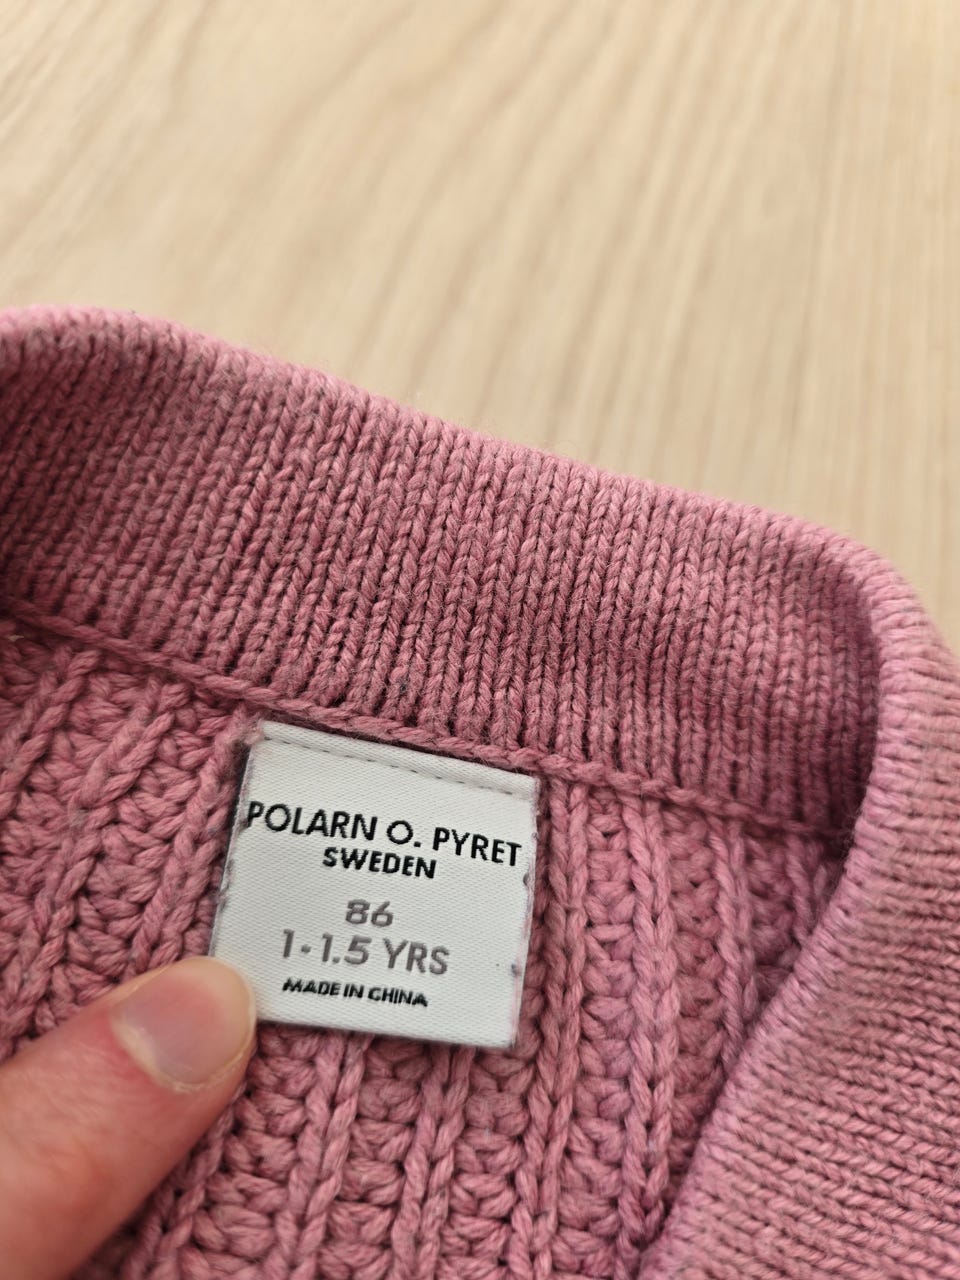 POLARN O. PYRET
SWEDEN
86
1-1.5 YRS
MADE IN CHINA